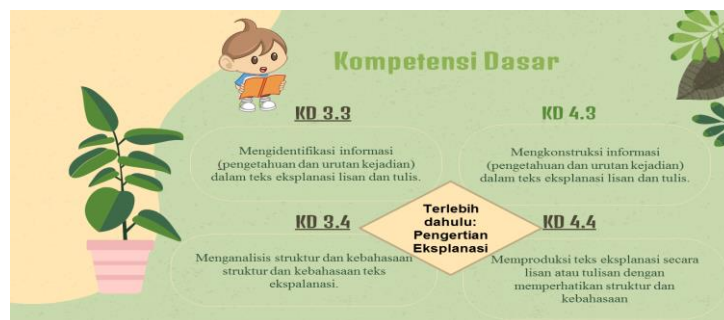 Kompetensi Dasar
KD 3.3
Mengidentifikasi informasi
(pengetahuan dan urutan kejadian)
dalam teks eksplanasi lisan dan tulis.
KD 4.3
Mengkonstruksi informasi
(pengetahuan dan urutan kejadian)
dalam teks eksplanasi lisan dan tulis.
Terlebih
dahulu:
Pengertian
Eksplanasi
KD 3.4
Menganalisis struktur dan kebahasaan
struktur dan kebahasaan teks
ekspalanasi.
KD 4.4
Memproduksi teks eksplanasi secara
lisan atau tulisan dengan
memperhatikan struktur dan
kebahasaan